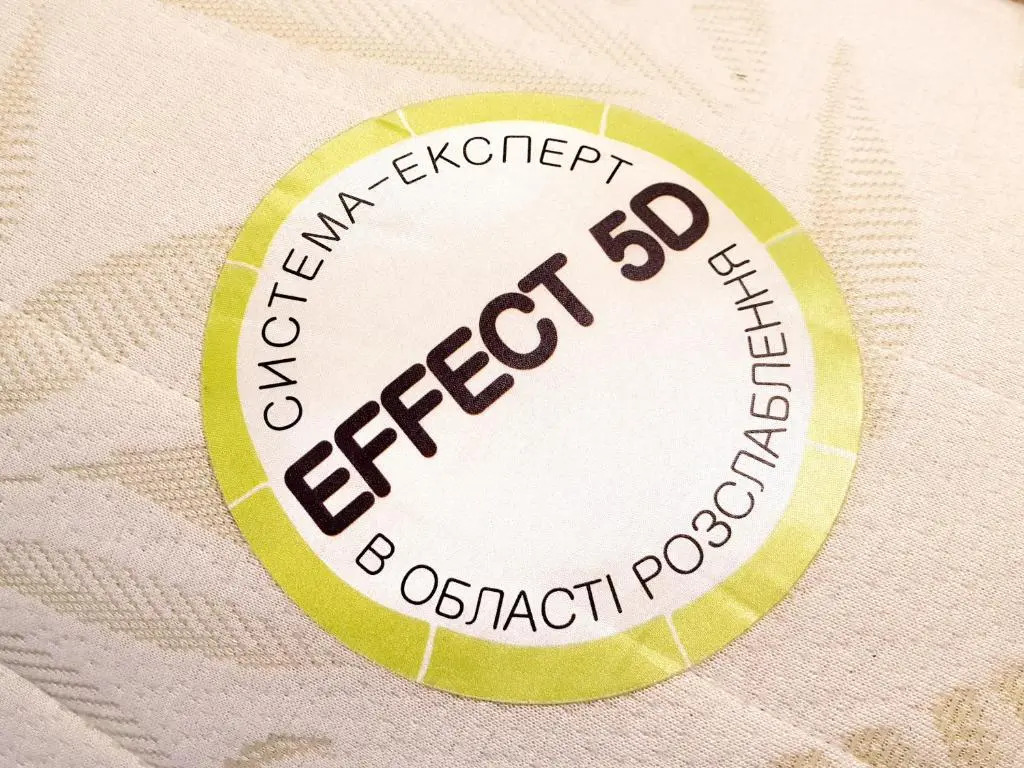 СИСТЕМА-ЕКСПЕРТ
EFFECT 5D
В ОБЛАСТІ РОЗСЛАБЛЕННЯ